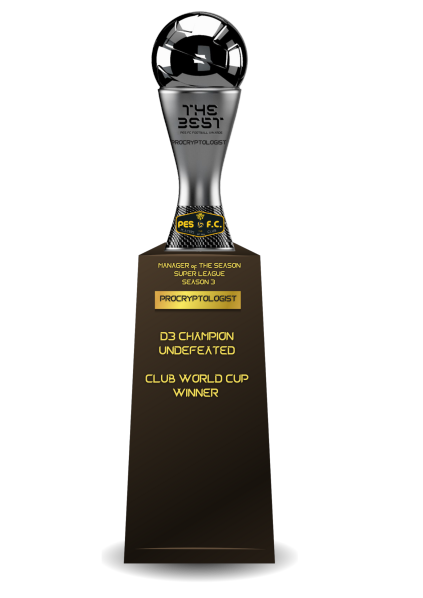 THE
BEST
PROCRYPTOLOGIST
PES F.C.
MANAGER of THE SEASON
SUPER LEAGUE
SEASON 3
PROCRYPTOLOGIST
D3 CHAMPION
UNDEFEATED
CLUB WORLD CUP
WINNER